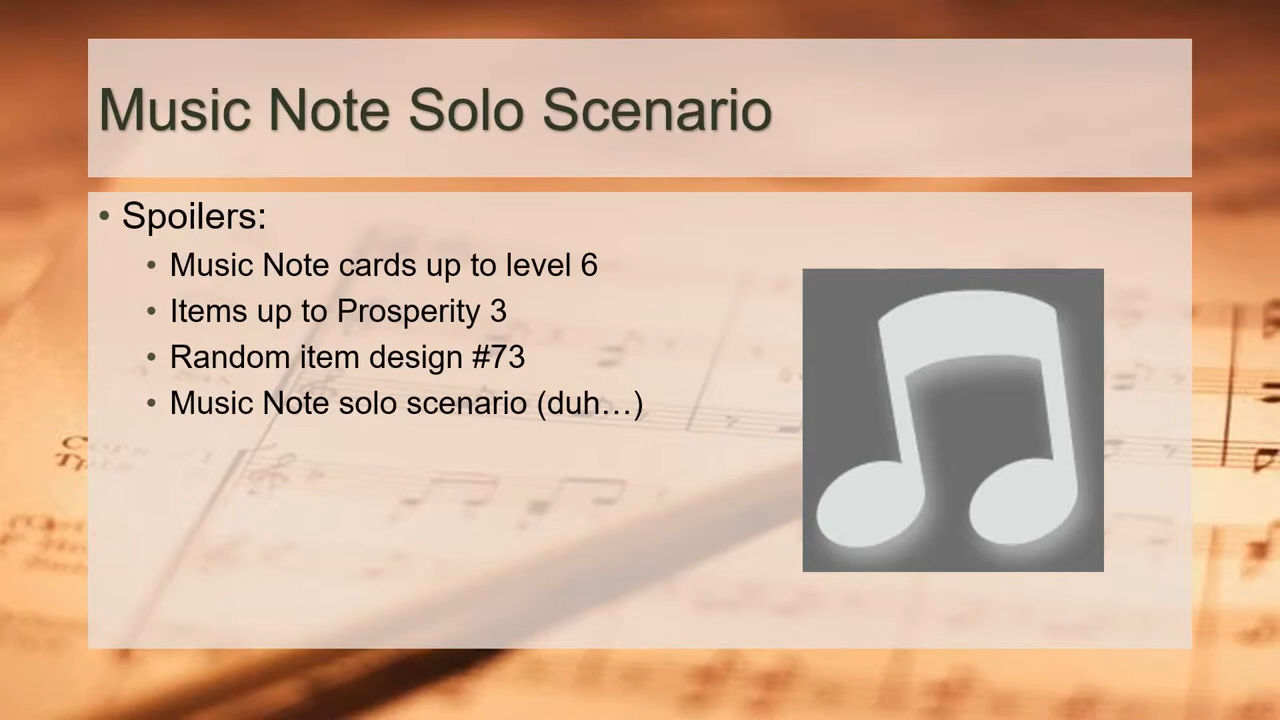 Music Note Solo Scenario
• Spoilers:
• Music Note cards up to level 6
• Items up to Prosperity 3
• Random item design #73
• Music Note solo scenario (duh…)